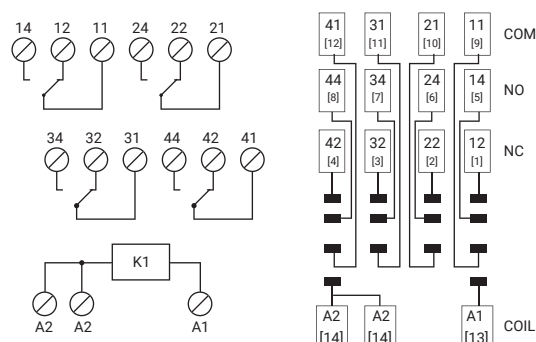 14 12 11 24 22 21
34 32 31 44 42 41
K1
A2 A2 A1
41 31 21 11 COM
[12] [11] [10] [9]
44 34 24 14 NO
[8] [7] [6] [5]
42 32 22 12 NC
[4] [3] [2] [1]
A2 A2 A1 COIL
[14] [14] [13]